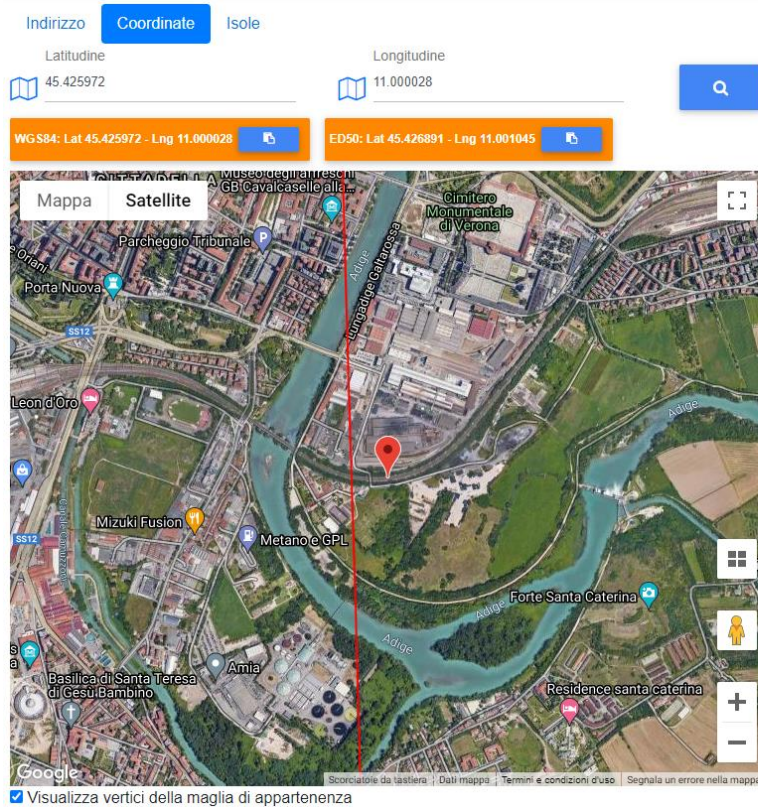 Indirizzo
Coordinate
Isole
Latitudine
45.425972
Longitudine
11.000028
WGS84: Lat 45.425972 - Lng 11.000028
ED50: Lat 45.426891 - Lng 11.001045
CITTADELLA
Museo degli affreschi
GB Cavalcaselle alla...
Mappa
Satellite
Cimitero
Monumentale
di Verona
Parcheggio Tribunale
P
Adige
Lungadige Galtarossa
Oriani
Porta Nuova
SS12
Leon d'Oro
Adige
Mizuki Fusion
Metano e GPL
SS12
Adige
Forte Santa Caterina
Adige
Amia
Basilica di Santa Teresa
di Gesù Bambino
Residence santa caterina
Google
Scorciatoie da tastiera
Dati mappa
Termini e condizioni d'uso
Segnala un errore nella mappa
Visualizza vertici della maglia di appartenenza